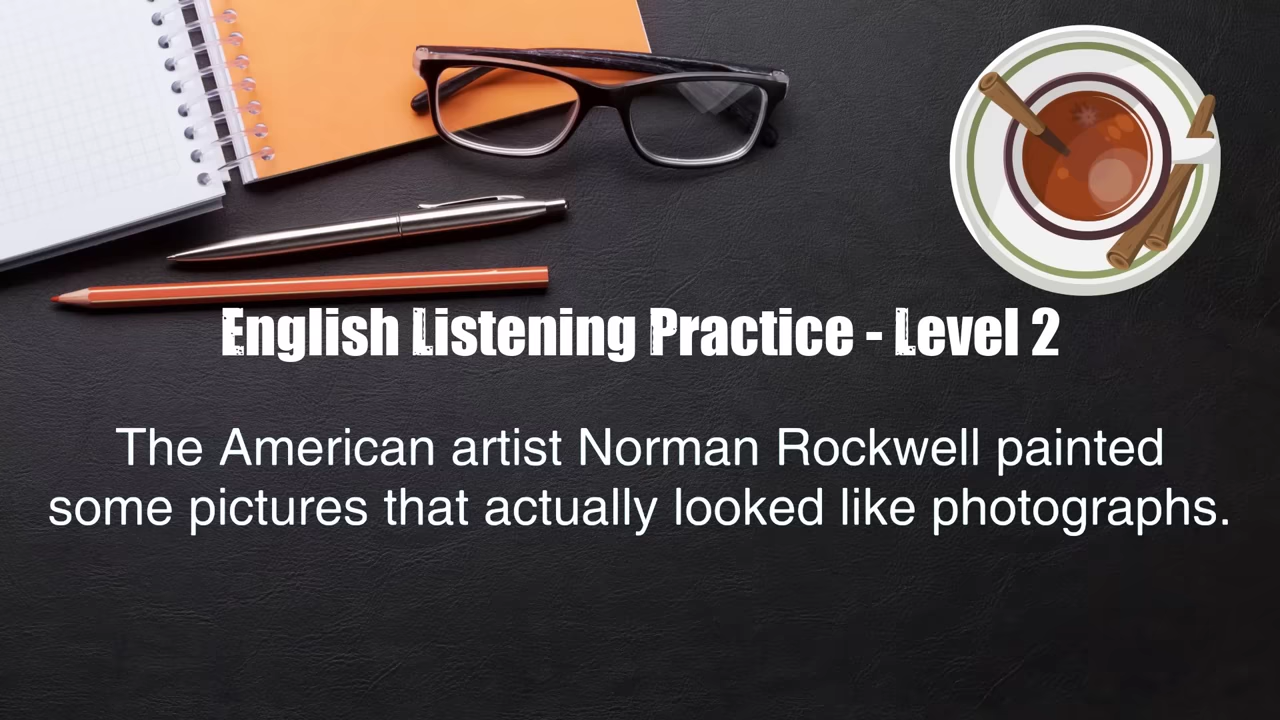 English Listening Practice - Level 2
The American artist Norman Rockwell painted
some pictures that actually looked like photographs.